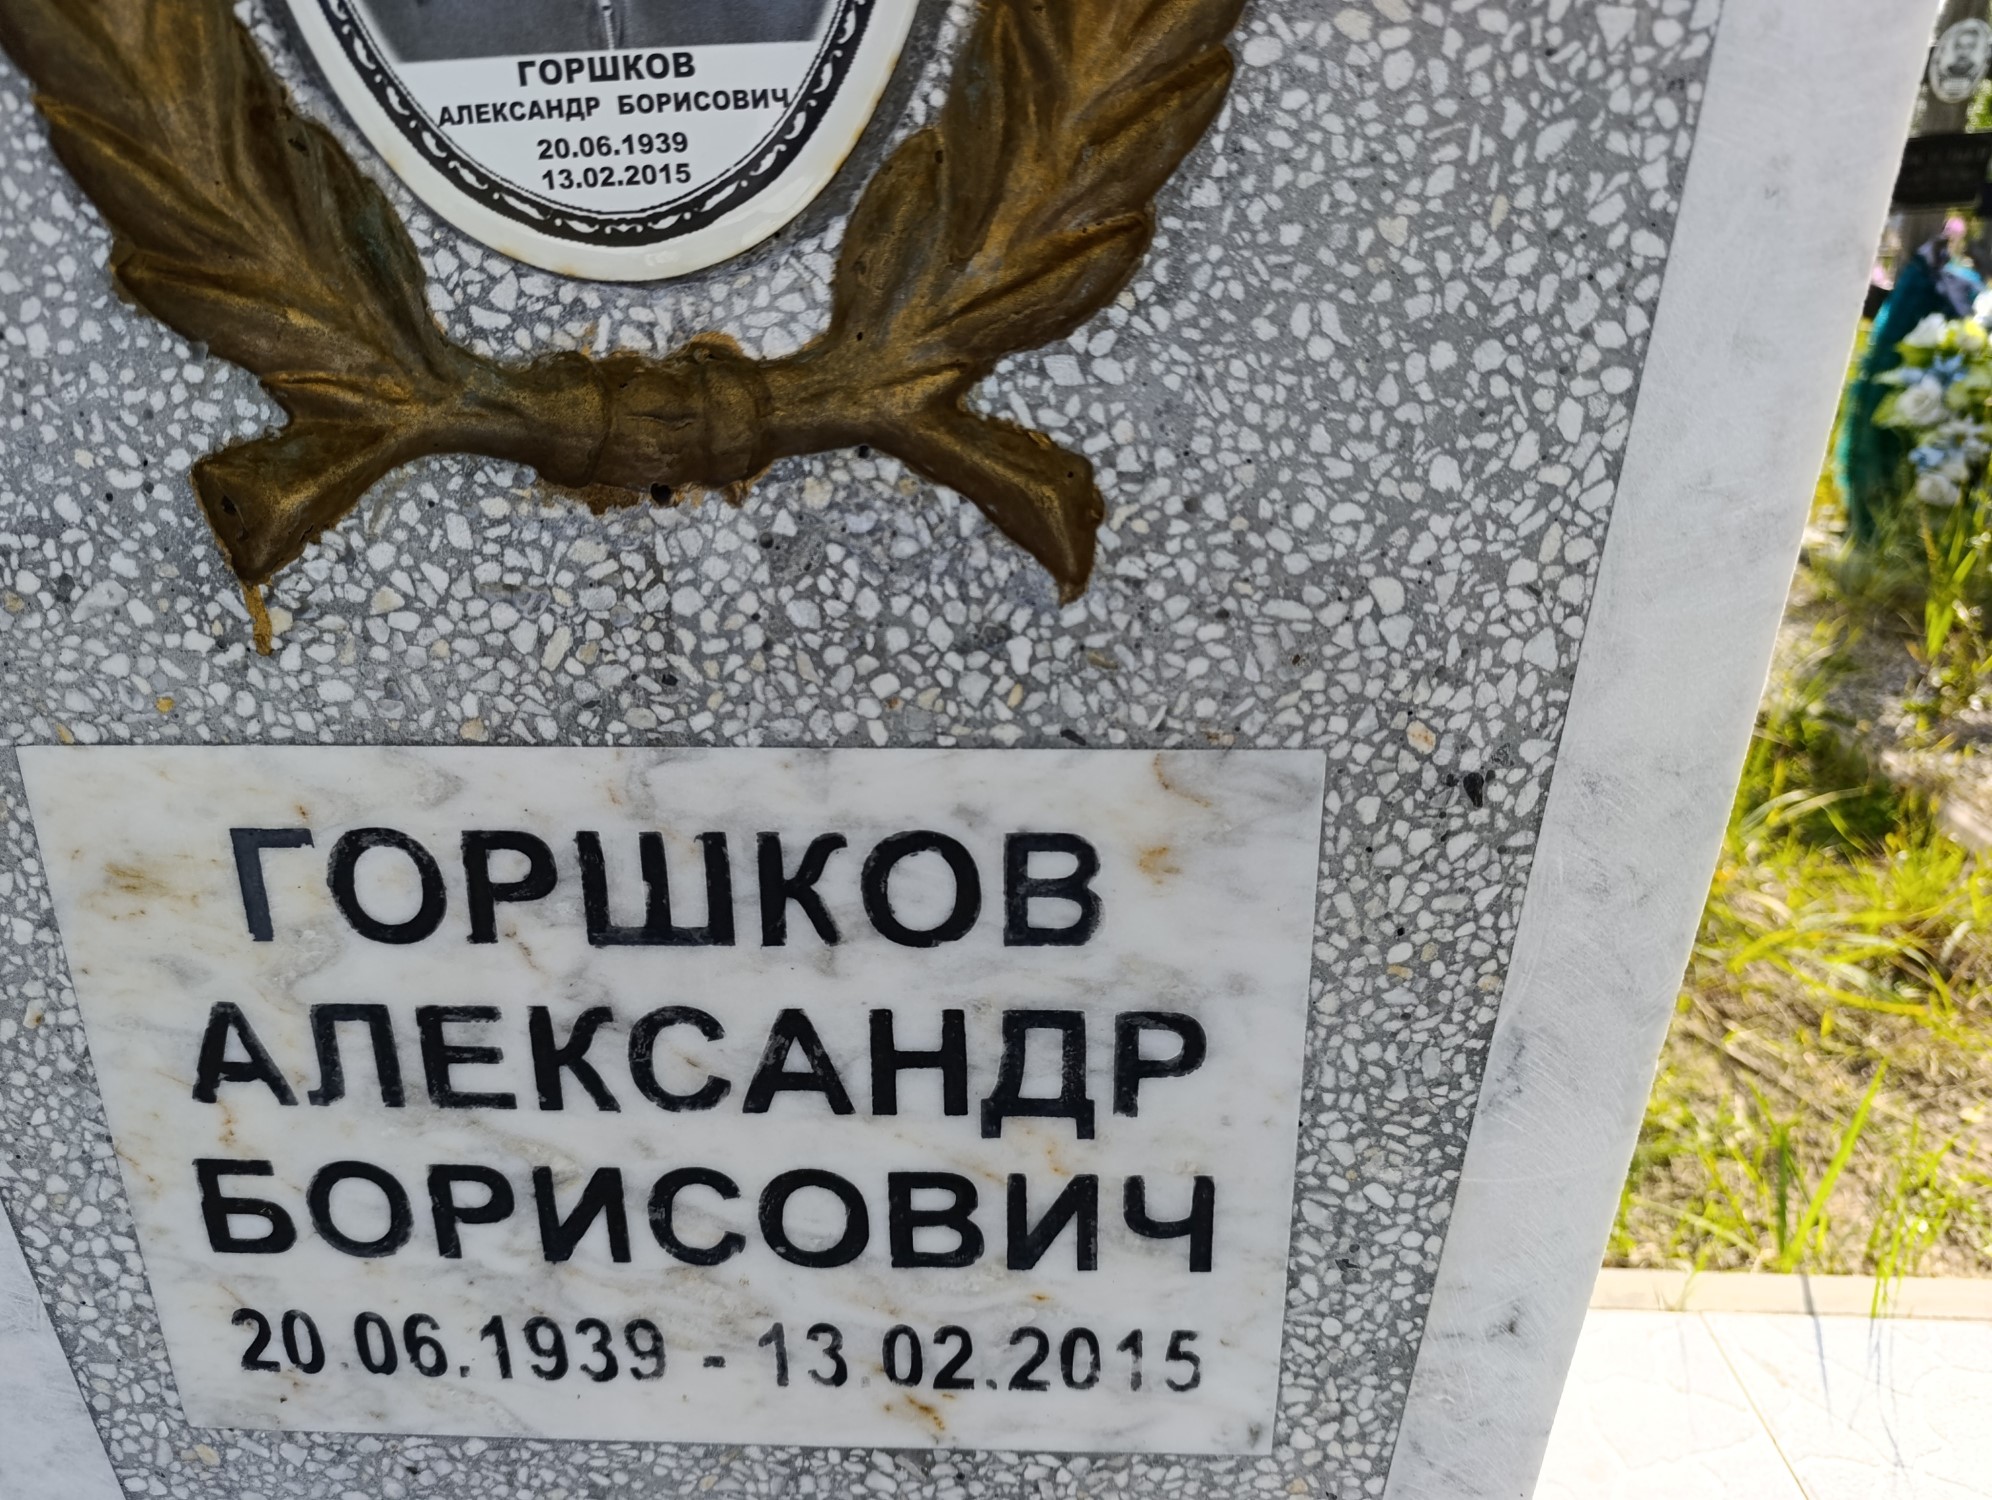 ГОРШКОВ
АЛЕКСАНДР БОРИСОВИЧ
20.06.1939
13.02.2015
ГОРШКОВ
АЛЕКСАНДР
БОРИСОВИЧ
20.06.1939 - 13.02.2015